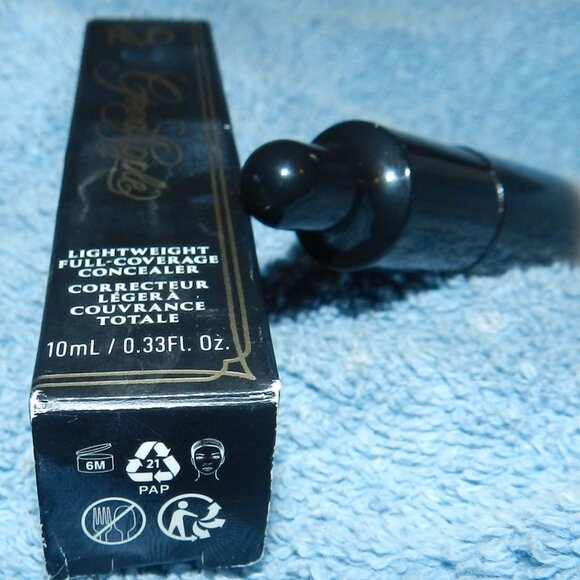 LIGHTWEIGHT
FULL-COVERAGE
CONCEALER
CORRECTEUR
LÉGER À
COUVRANCE
TOTALE
10mL / 0.33Fl. Oz.
6M
21
PAP